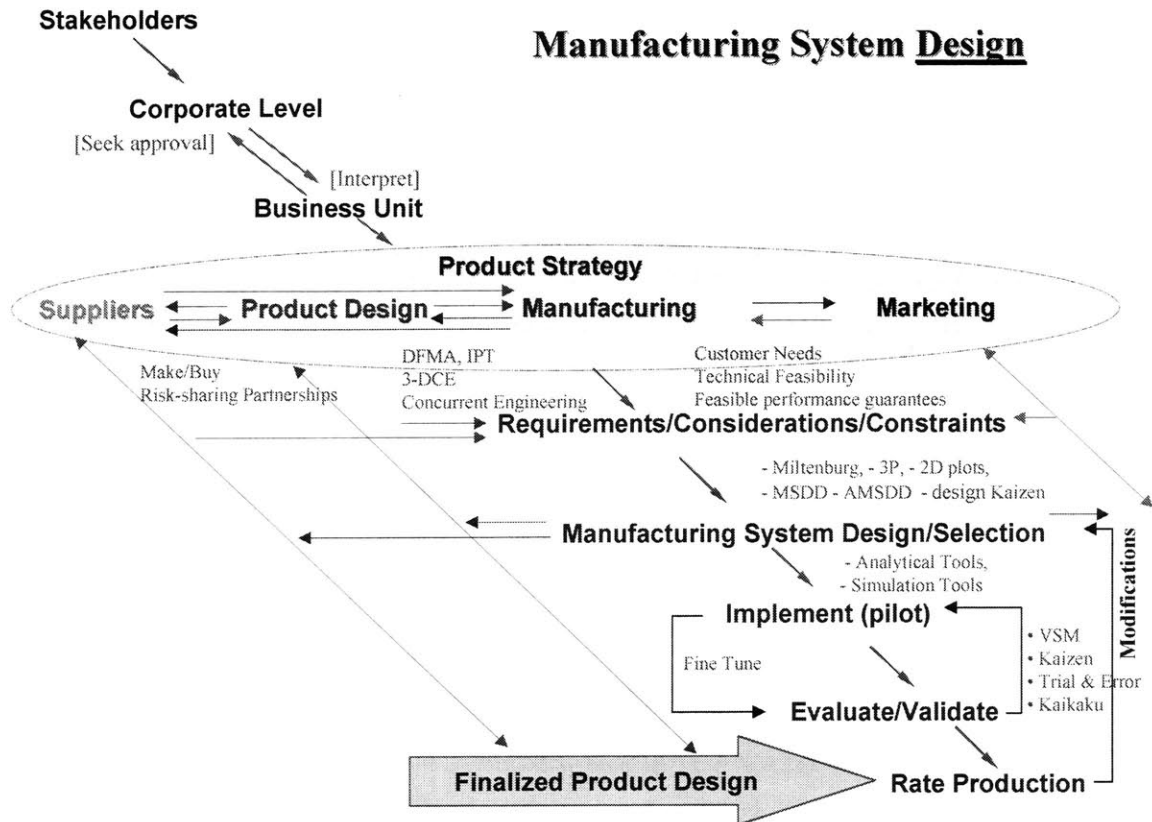 Stakeholders
Manufacturing System Design
Corporate Level
[Seek approval]
[Interpret]
Business Unit
Product Strategy
Suppliers
Product Design
Manufacturing
Marketing
Make/Buy
Risk-sharing Partnerships
DFMA, IPT
3-DCE
Concurrent Engineering
Customer Needs
Technical Feasibility
Feasible performance guarantees
Requirements/Considerations/Constraints
- Miltenburg, - 3P, - 2D plots,
- MSDD - AMSDD - design Kaizen
Manufacturing System Design/Selection
- Analytical Tools,
- Simulation Tools
Implement (pilot)
Fine Tune
• VSM
• Kaizen
• Trial & Error
• Kaikaku
Modifications
Evaluate/Validate
Finalized Product Design
Rate Production